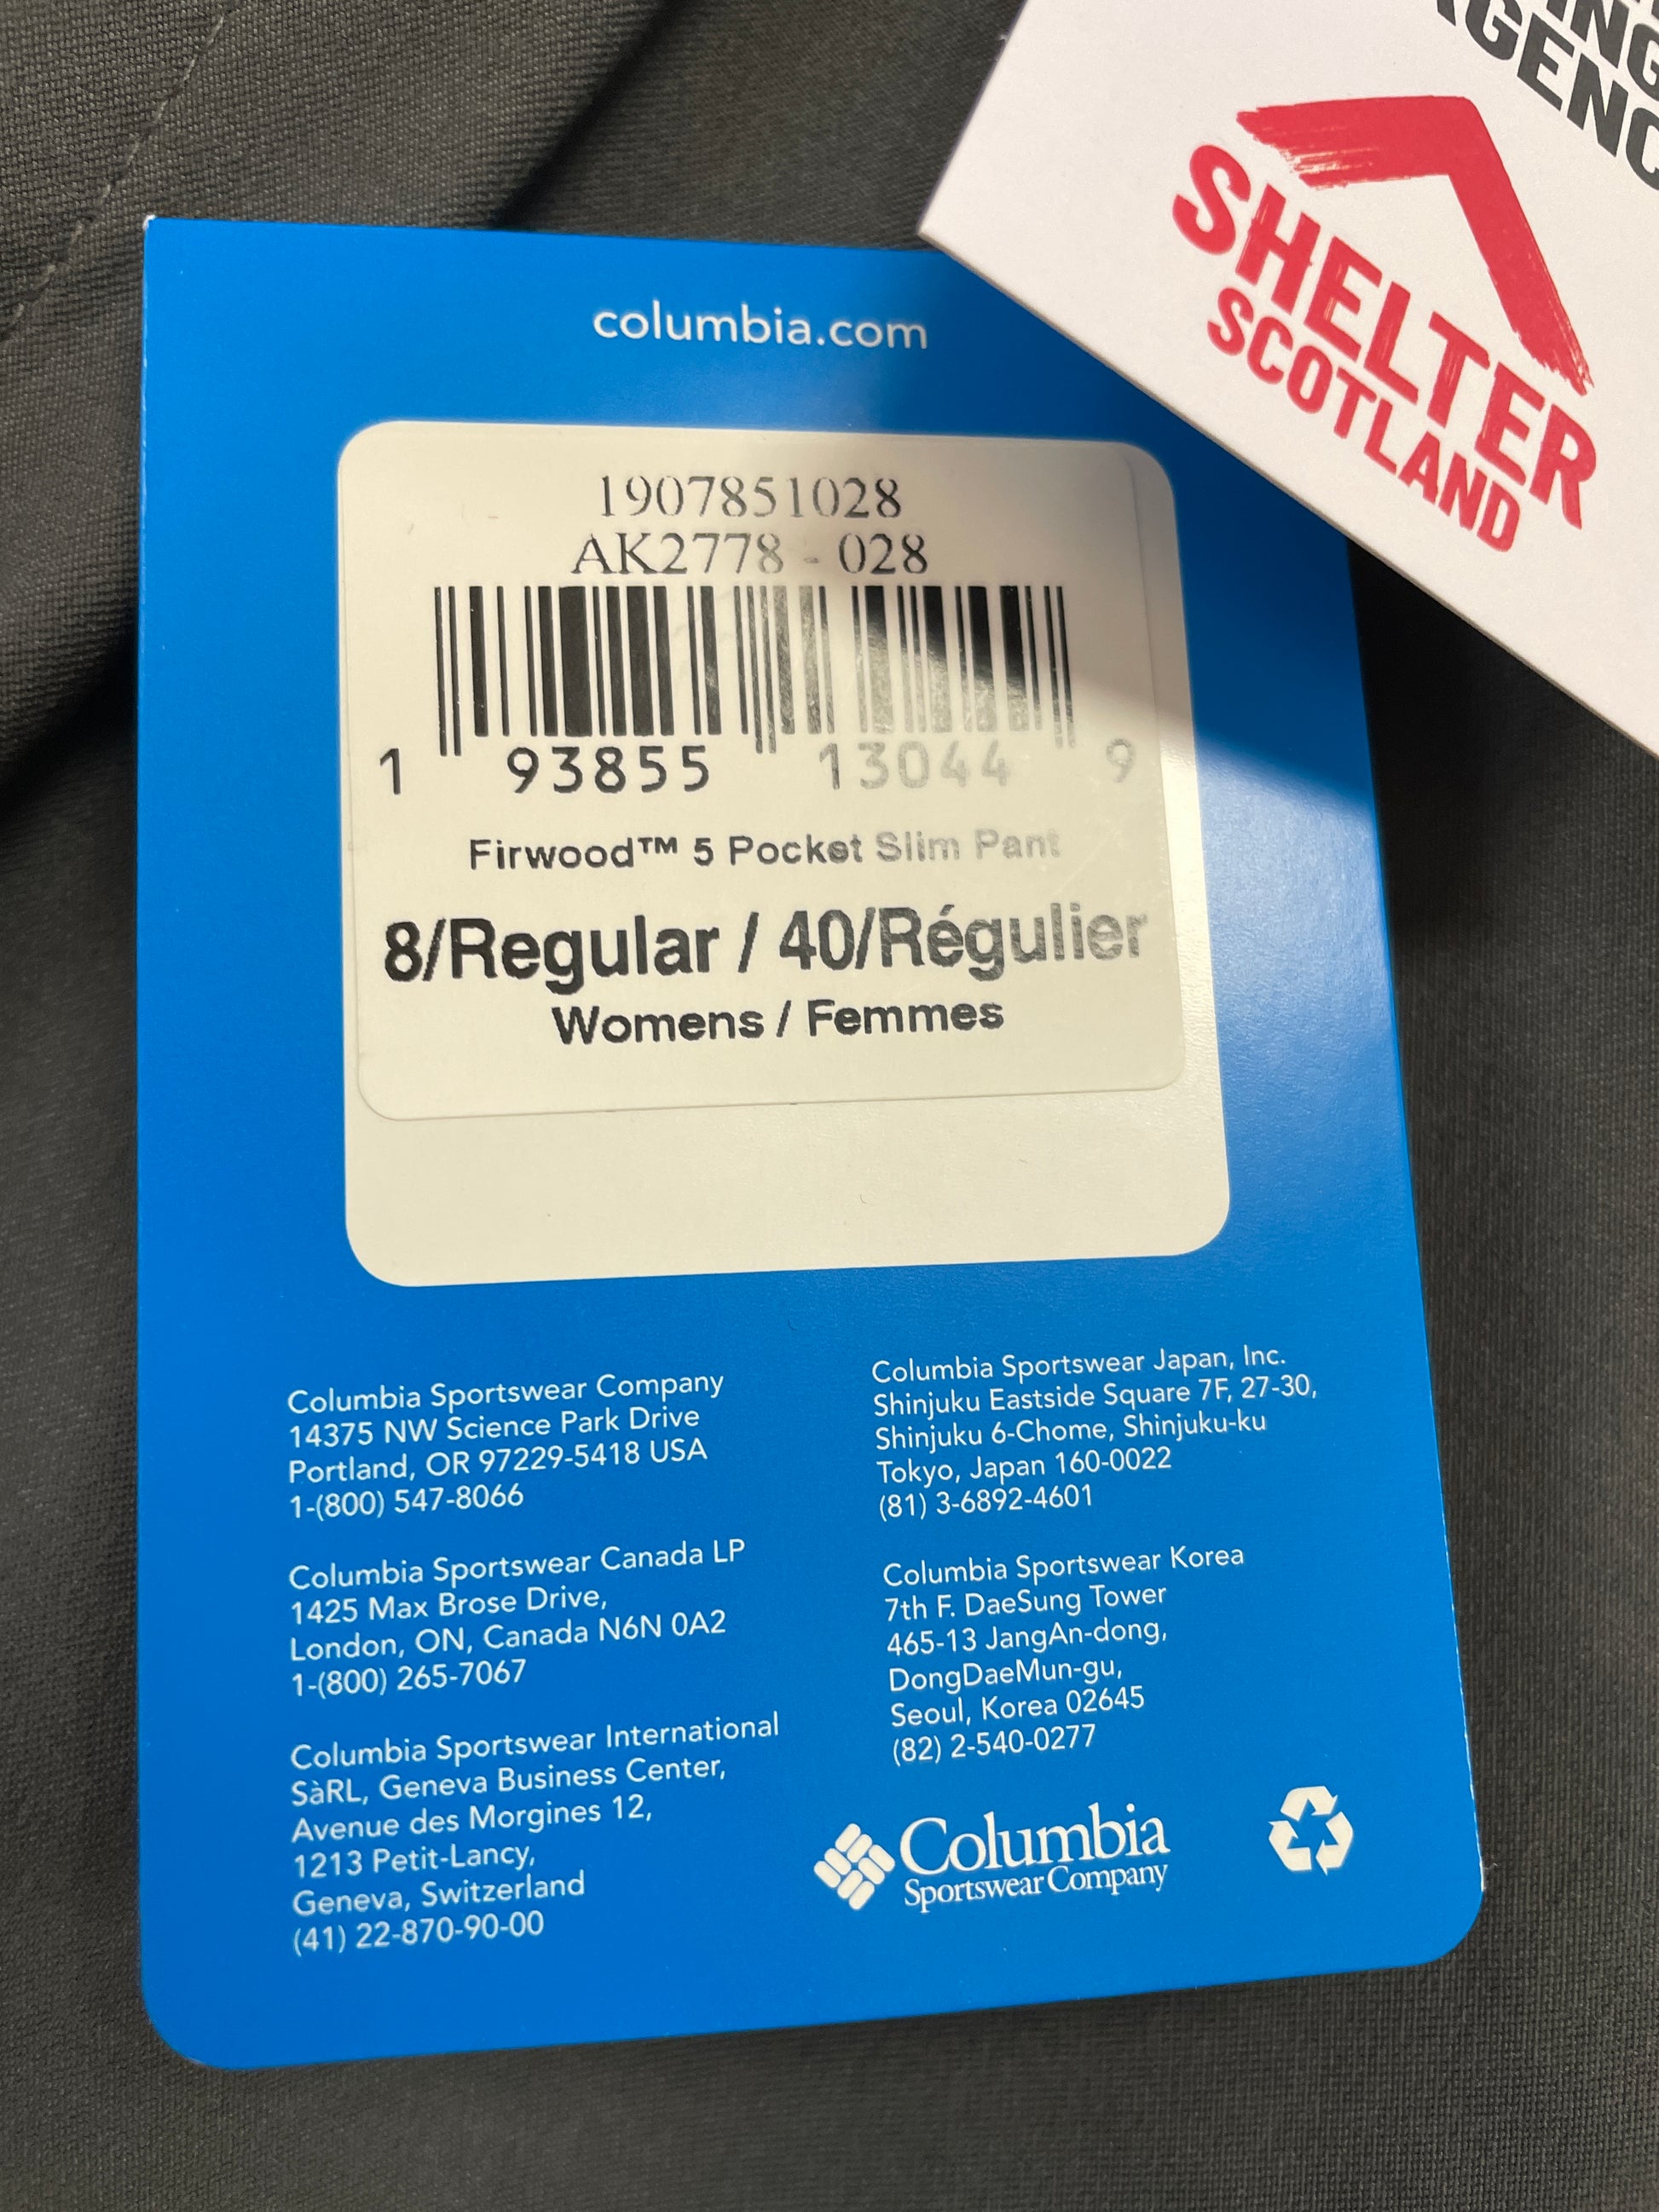 ING
GENC
SHELTER
SCOTLAND
columbia.com
1907851028
AK2778 - 028
1 93855 13044 9
Firwood™ 5 Pocket Slim Pant
8/Regular / 40/Régulier
Womens / Femmes
Columbia Sportswear Company
14375 NW Science Park Drive
Portland, OR 97229-5418 USA
1-(800) 547-8066
Columbia Sportswear Canada LP
1425 Max Brose Drive,
London, ON, Canada N6N 0A2
1-(800) 265-7067
Columbia Sportswear International
SàRL, Geneva Business Center,
Avenue des Morgines 12,
1213 Petit-Lancy,
Geneva, Switzerland
(41) 22-870-90-00
Columbia Sportswear Japan, Inc.
Shinjuku Eastside Square 7F, 27-30,
Shinjuku 6-Chome, Shinjuku-ku
Tokyo, Japan 160-0022
(81) 3-6892-4601
Columbia Sportswear Korea
7th F. DaeSung Tower
465-13 JangAn-dong,
DongDaeMun-gu,
Seoul, Korea 02645
(82) 2-540-0277
Columbia
Sportswear Company